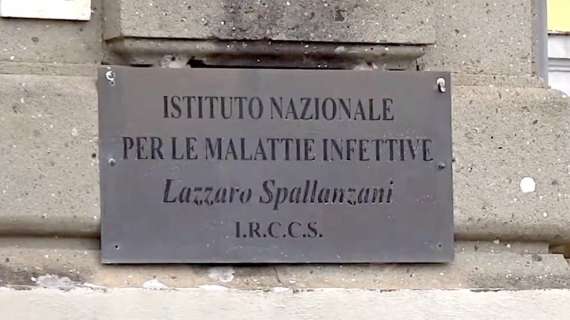 ISTITUTO NAZIONALE
PER LE MALATTIE INFETTIVE
Lazzaro Spallanzani
I.R.C.C.S.